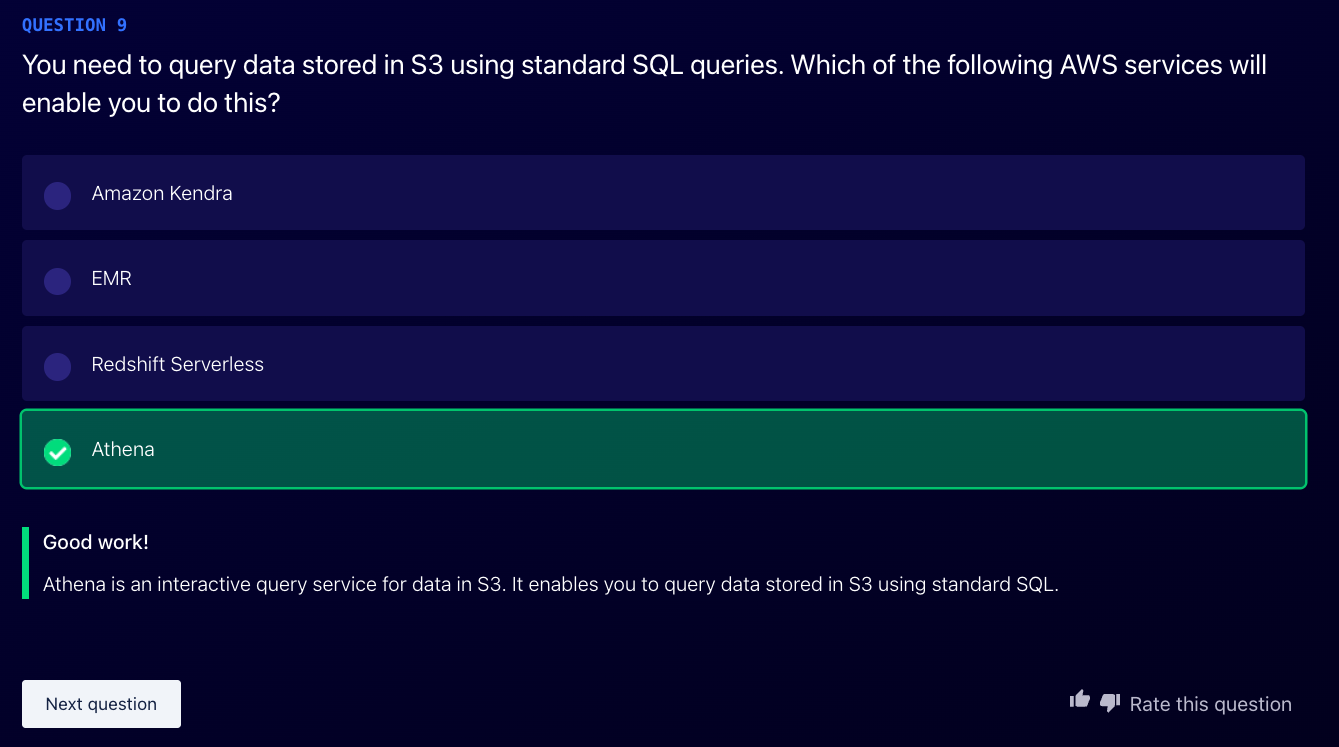 QUESTION 9
You need to query data stored in S3 using standard SQL queries. Which of the following AWS services will
enable you to do this?
Amazon Kendra
EMR
Redshift Serverless
Athena
Good work!
Athena is an interactive query service for data in S3. It enables you to query data stored in S3 using standard SQL.
Next question
Rate this question